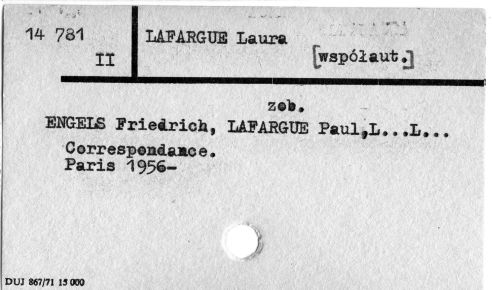 14 781
II
LAFARGUE Laura
[współaut.]
zob.
ENGELS Friedrich, LAFARGUE Paul,L...L...
Correspondance.
Paris 1956-
DUJ 867/71 15 000